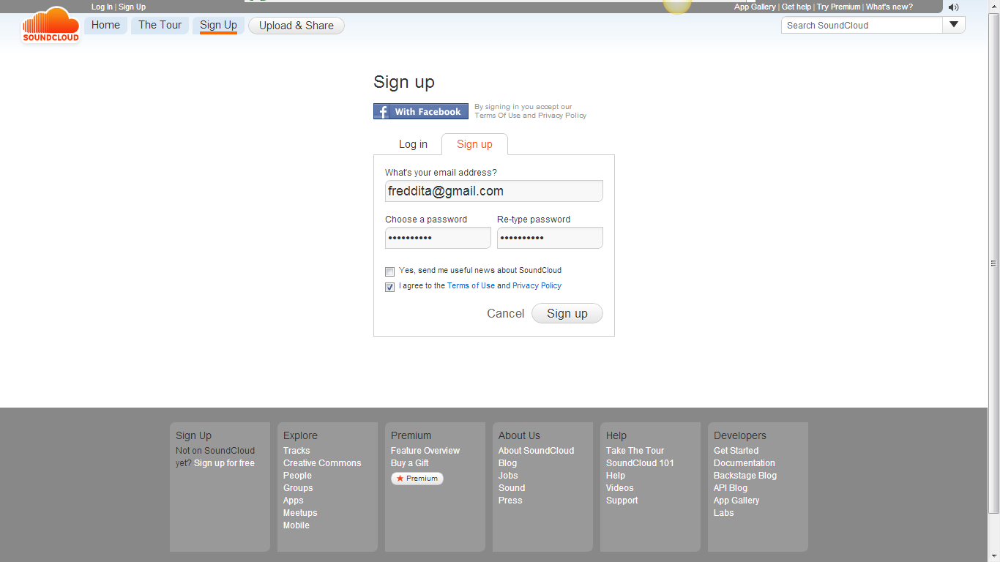 Log In | Sign Up
App Gallery | Get help | Try Premium | What's new?
SOUNDCLOUD
Home
The Tour
Sign Up
Upload & Share
Search SoundCloud
Sign up
f With Facebook
By signing in you accept our
Terms Of Use and Privacy Policy
Log in
Sign up
What's your email address?
freddita@gmail.com
Choose a password
Re-type password
••••••••••
••••••••••
Yes, send me useful news about SoundCloud
I agree to the Terms of Use and Privacy Policy
Cancel
Sign up
Sign Up
Not on SoundCloud
yet? Sign up for free
Explore
Tracks
Creative Commons
People
Groups
Apps
Meetups
Mobile
Premium
Feature Overview
Buy a Gift
Premium
About Us
About SoundCloud
Blog
Jobs
Sound
Press
Help
Take The Tour
SoundCloud 101
Help
Videos
Support
Developers
Get Started
Documentation
Backstage Blog
API Blog
App Gallery
Labs